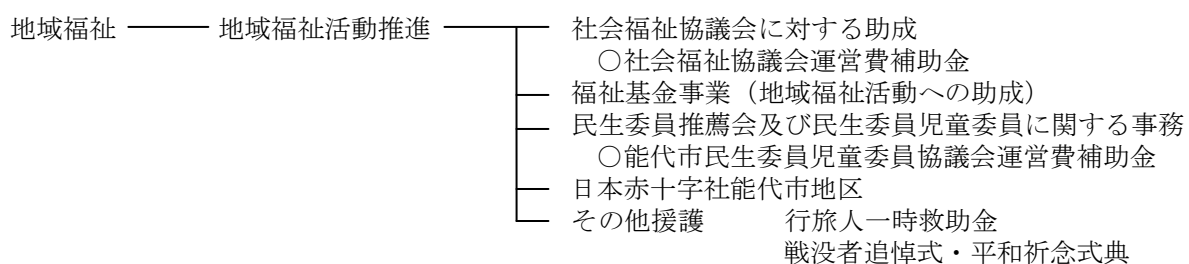 地域福祉 地域福祉活動推進 社会福祉協議会に対する助成
○社会福祉協議会運営費補助金
福祉基金事業（地域福祉活動への助成）
民生委員推薦会及び民生委員児童委員に関する事務
○能代市民生委員児童委員協議会運営費補助金
日本赤十字社能代市地区
その他援護 行旅人一時救助金
戦没者追悼式・平和祈念式典